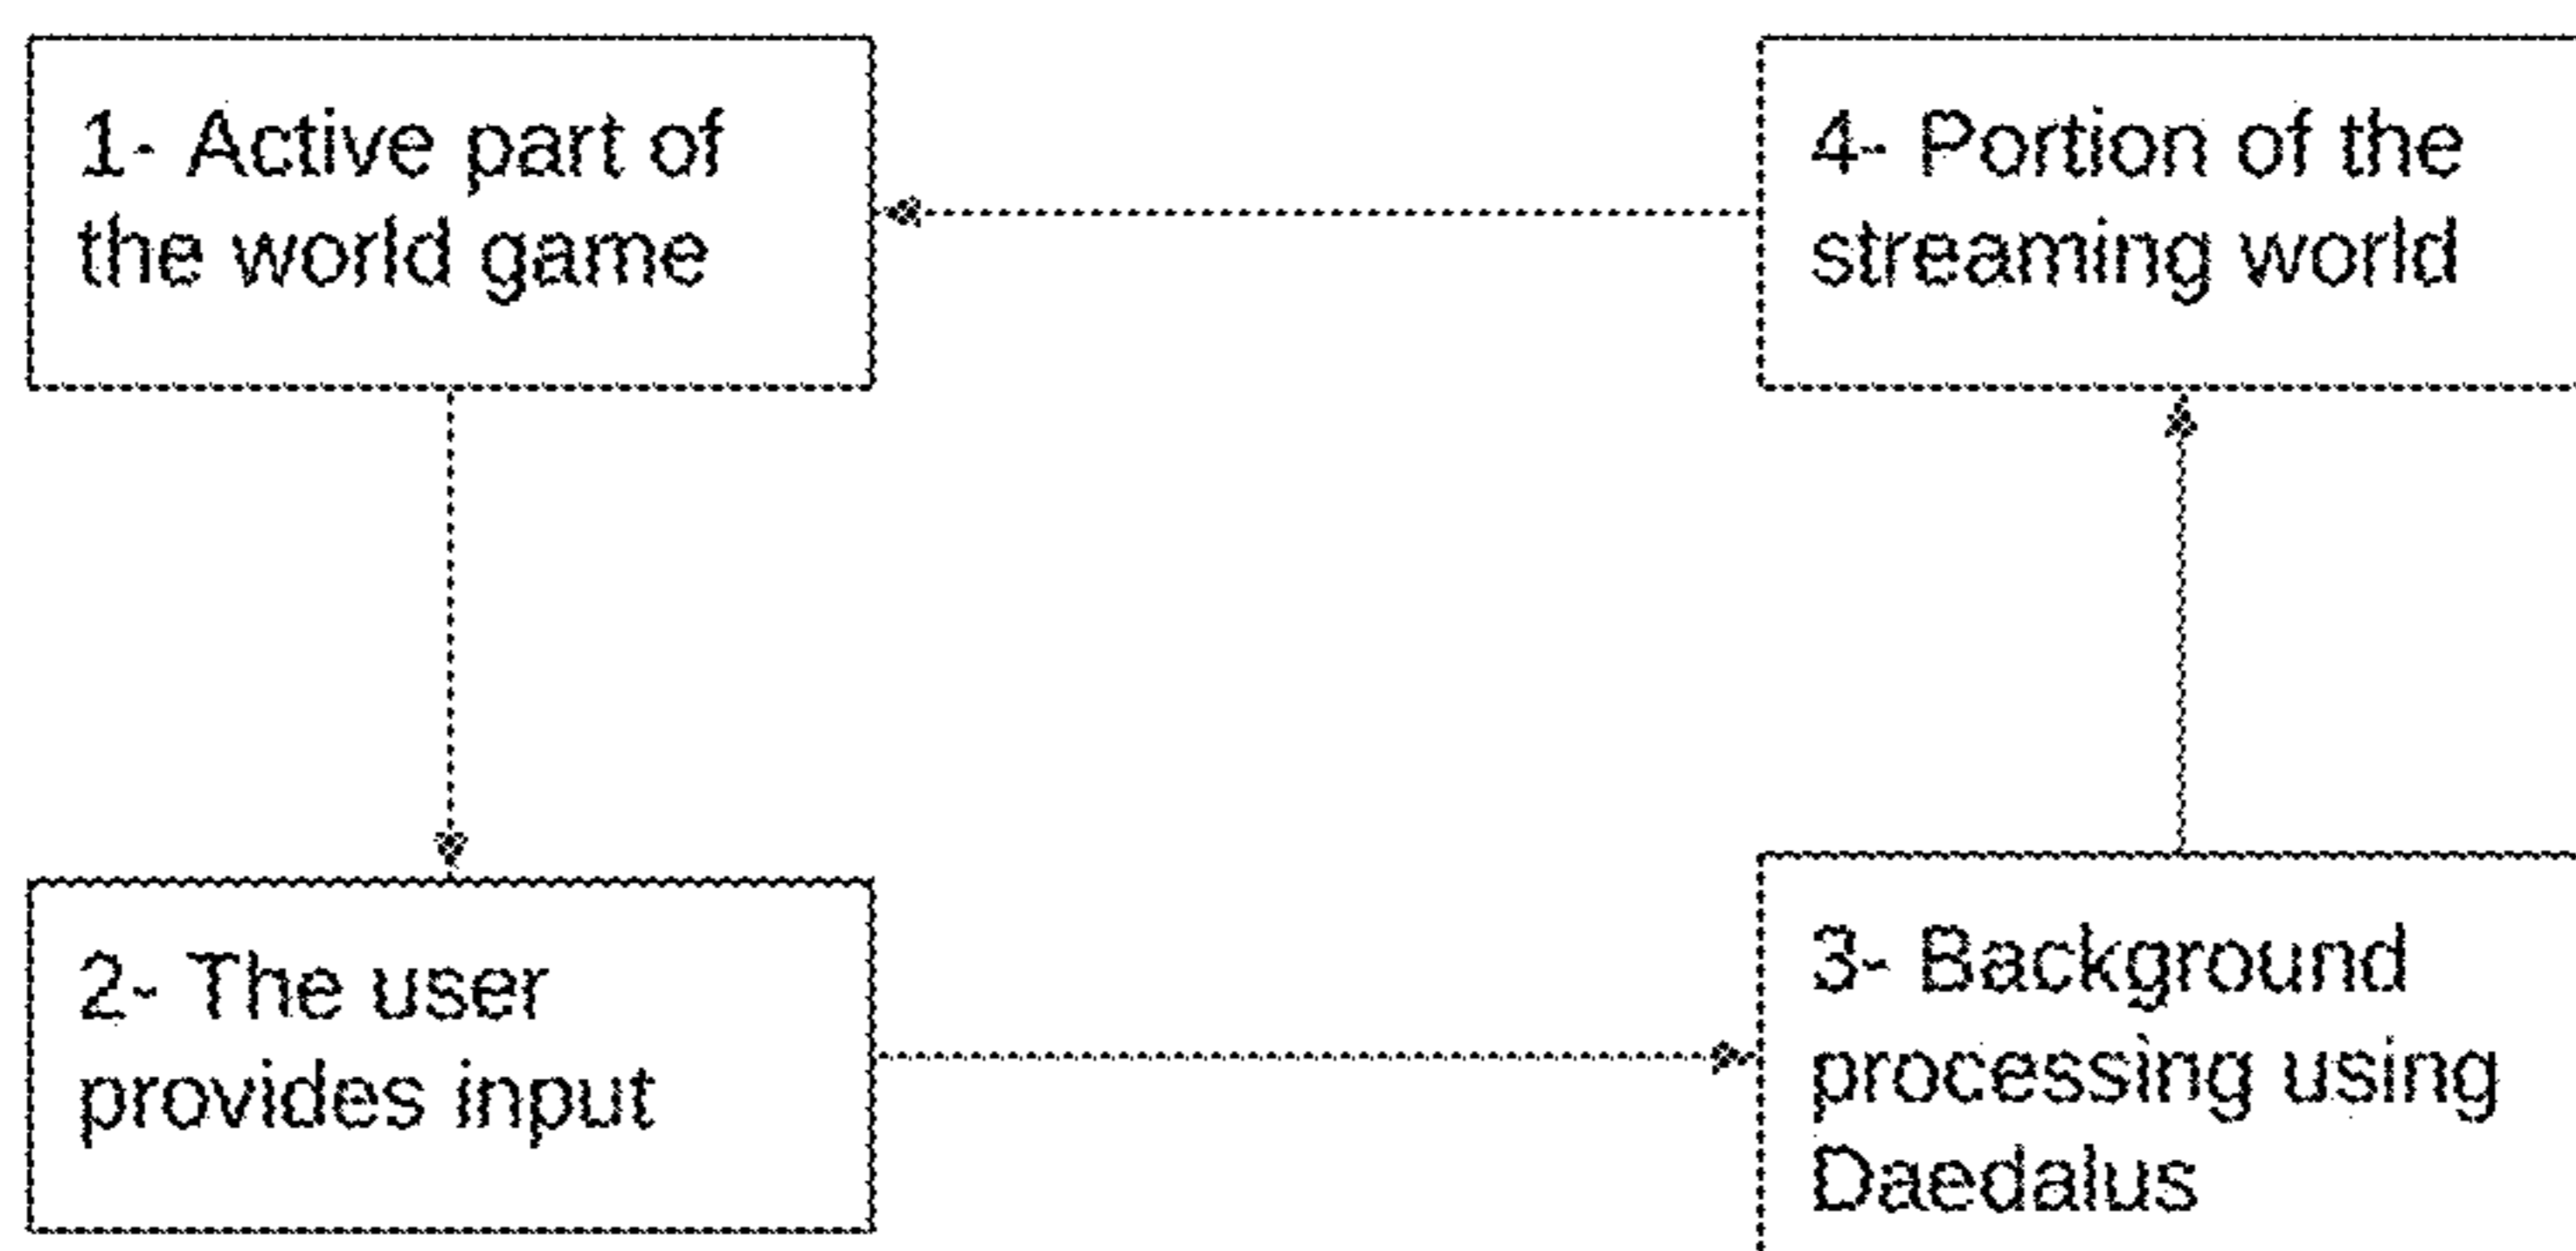 1- Active part of
the world game
4- Portion of the
streaming world
2- The user
provides input
3- Background
processing using
Daedalus